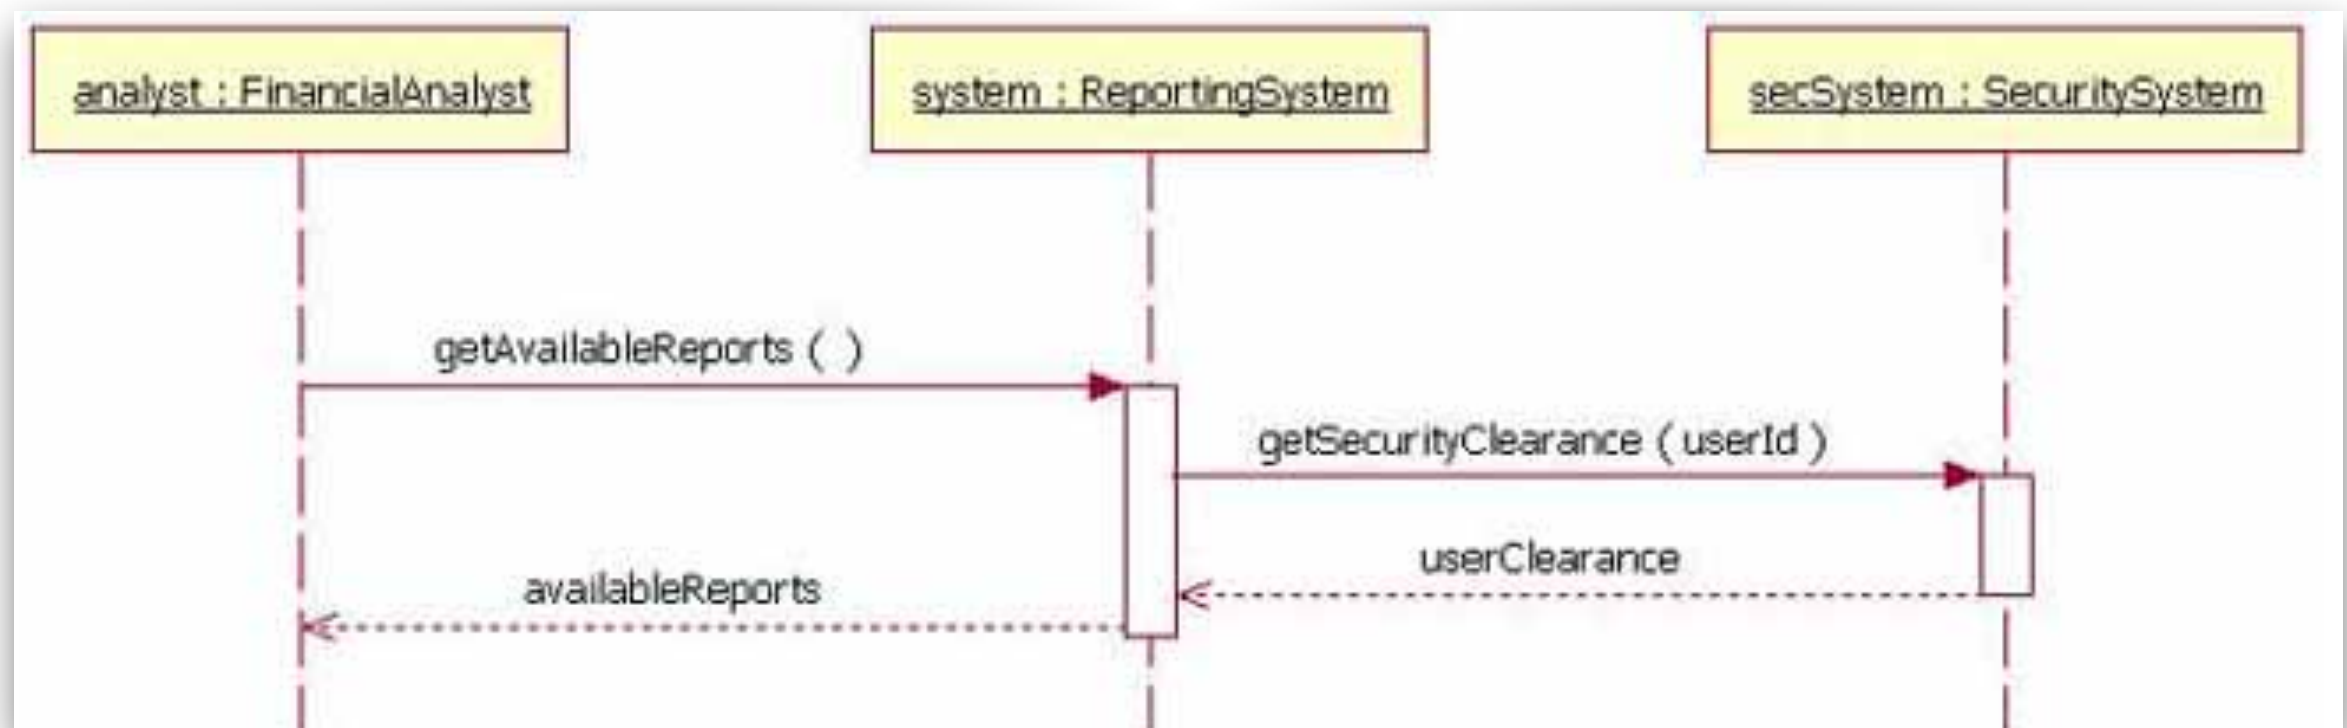 analyst : FinancialAnalyst
system : ReportingSystem
secSystem : SecuritySystem
getAvailableReports ( )
getSecurityClearance ( userId )
userClearance
availableReports